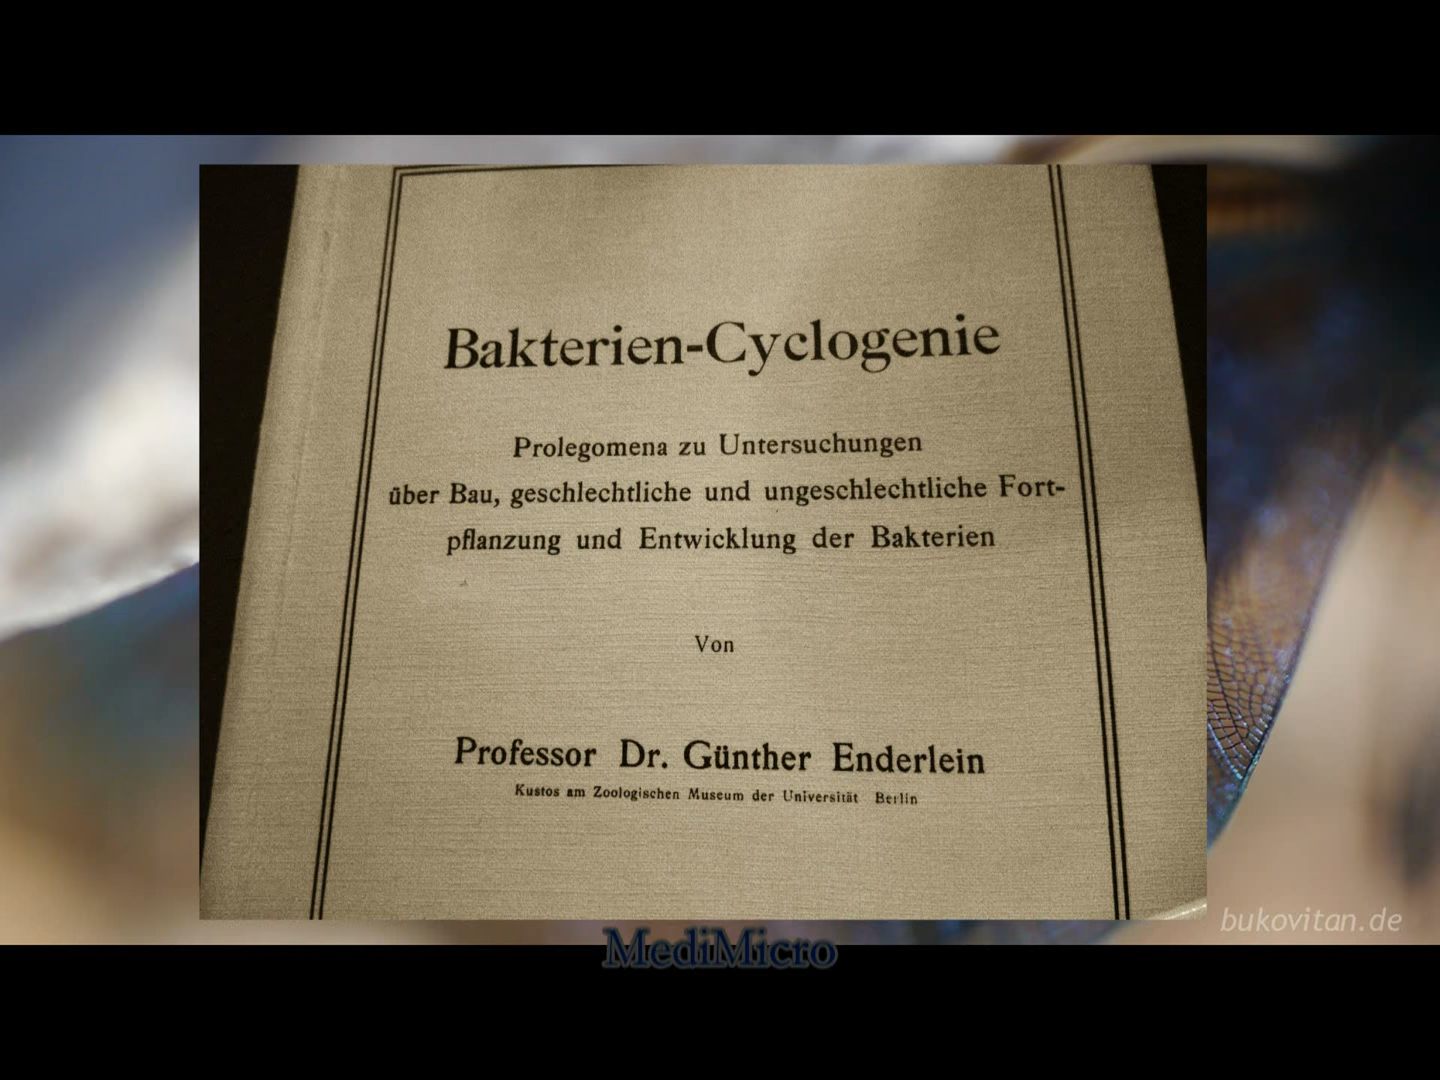 Bakterien-Cyclogenie
Prolegomena zu Untersuchungen
über Bau, geschlechtliche und ungeschlechtliche Fort-
pflanzung und Entwicklung der Bakterien
Von
Professor Dr. Günther Enderlein
Kustos am Zoologischen Museum der Universität Berlin
bukovitan.de
MediMicro